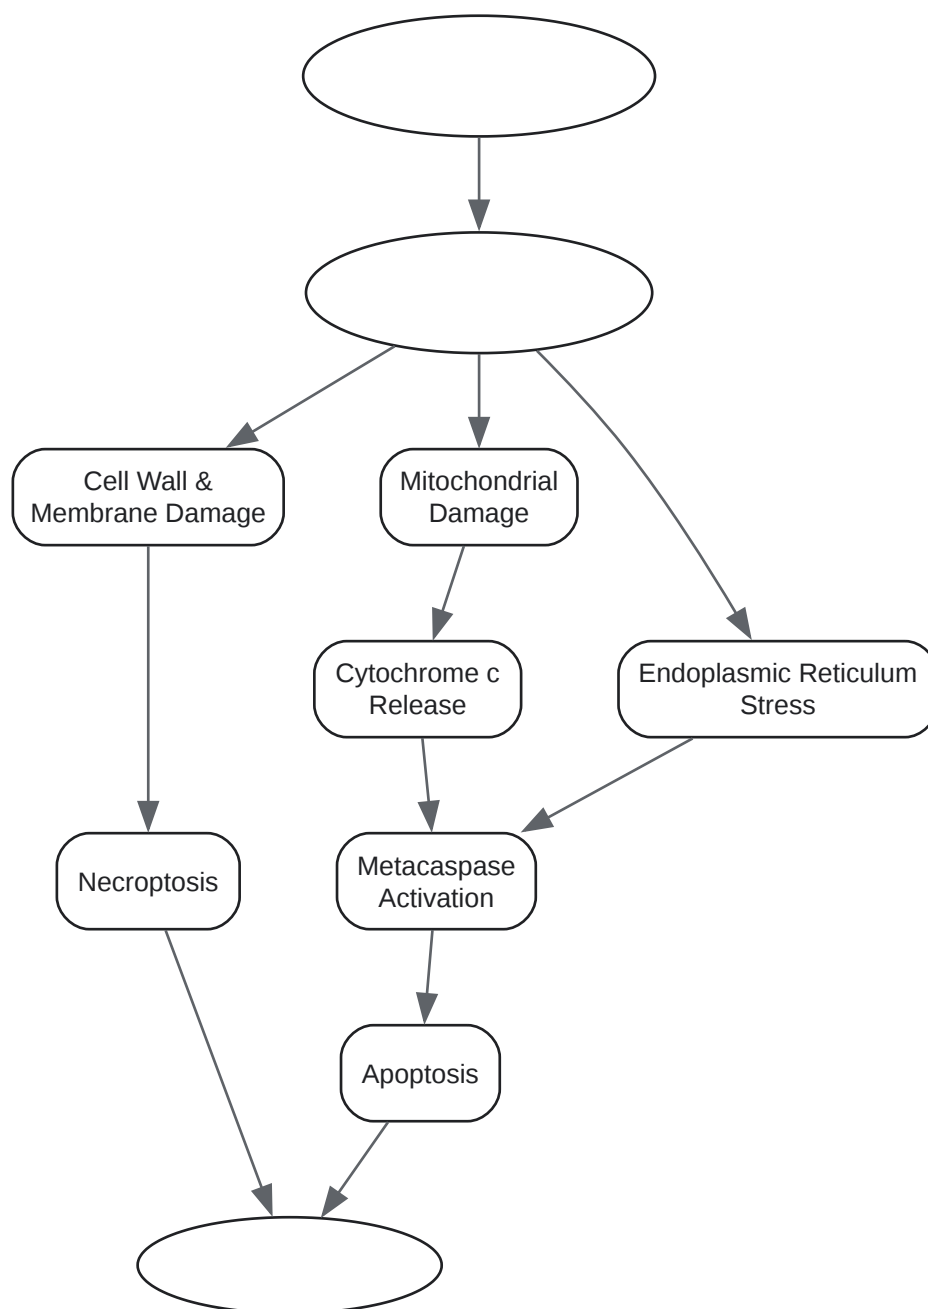 Cell Wall &
Membrane Damage
Mitochondrial
Damage
Cytochrome c
Release
Endoplasmic Reticulum
Stress
Necroptosis
Metacaspase
Activation
Apoptosis